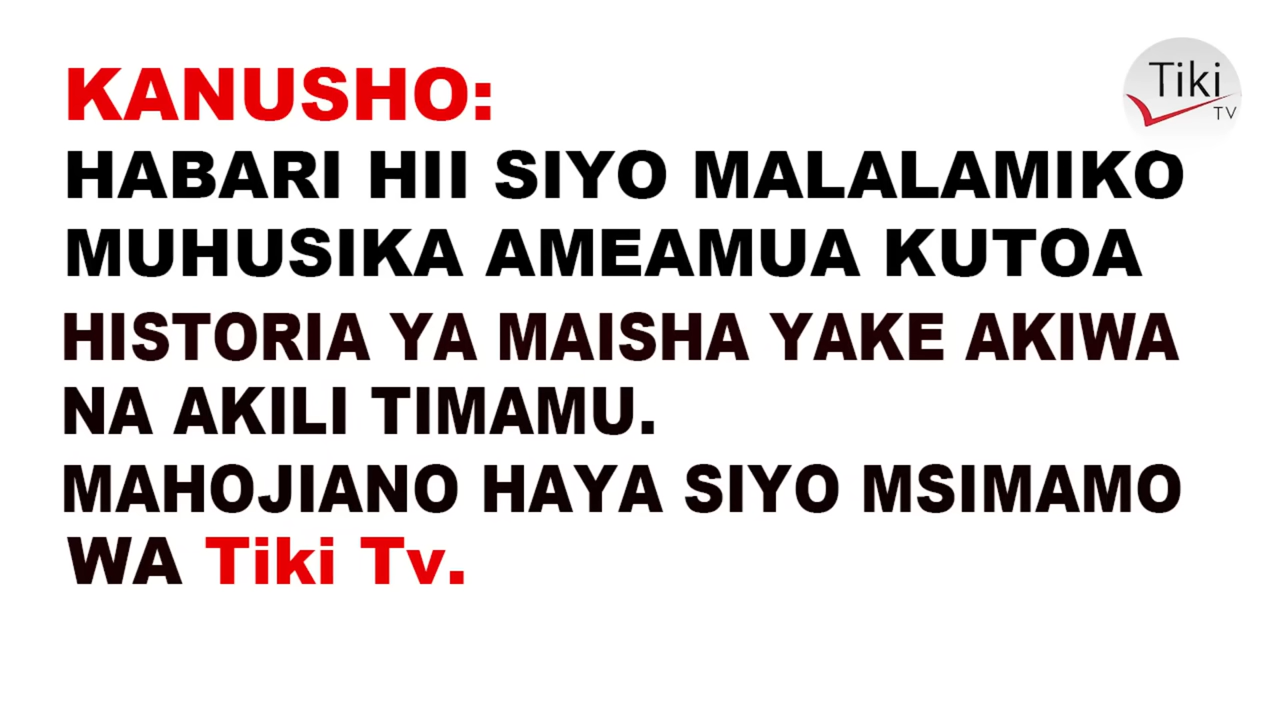 KANUSHO:
Tiki
TV
HABARI HII SIYO MALALAMIKO
MUHUSIKA AMEAMUA KUTOA
HISTORIA YA MAISHA YAKE AKIWA
NA AKILI TIMAMU.
MAHOJIANO HAYA SIYO MSIMAMO
WA Tiki Tv.